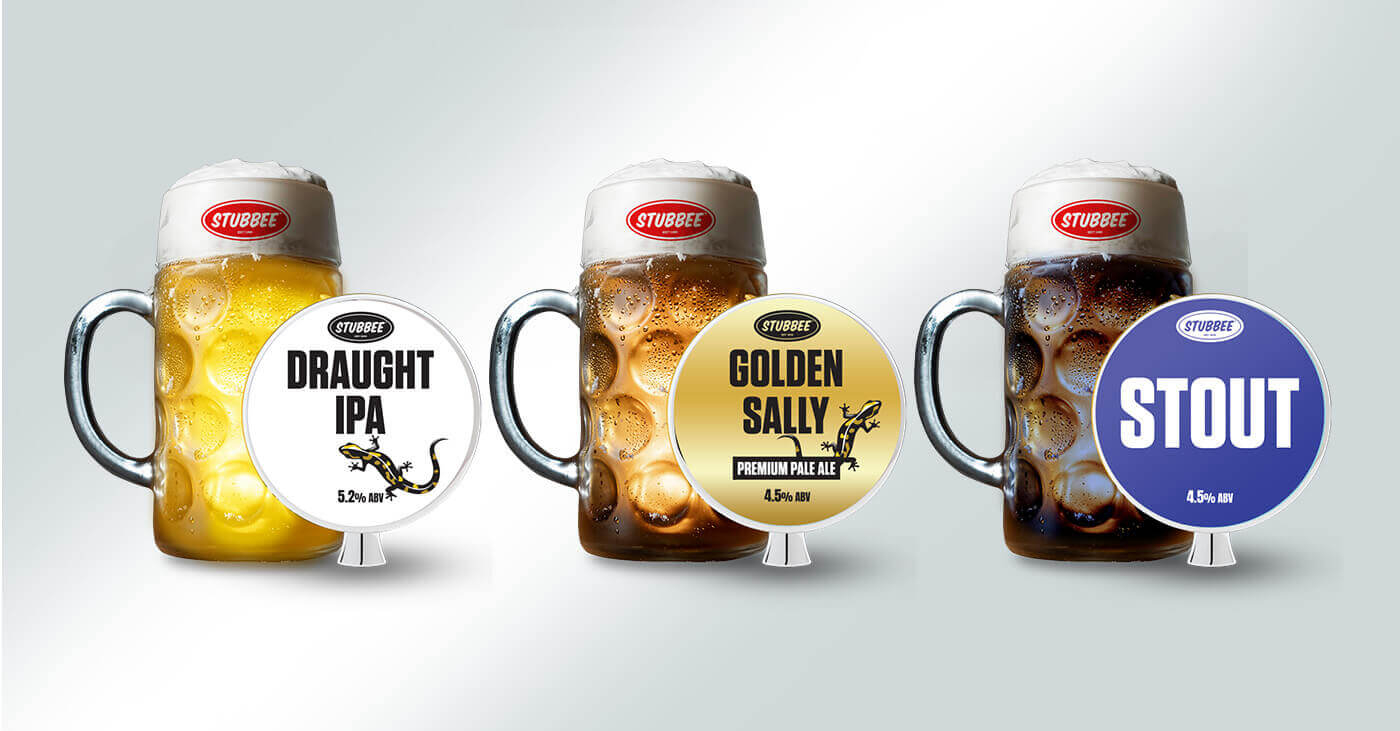 STUBBEE
STUBBEE
DRAUGHT
IPA
5.2% ABV
STUBBEE
STUBBEE
GOLDEN
SALLY
PREMIUM PALE ALE
4.5% ABV
STUBBEE
STUBBEE
STOUT
4.5% ABV